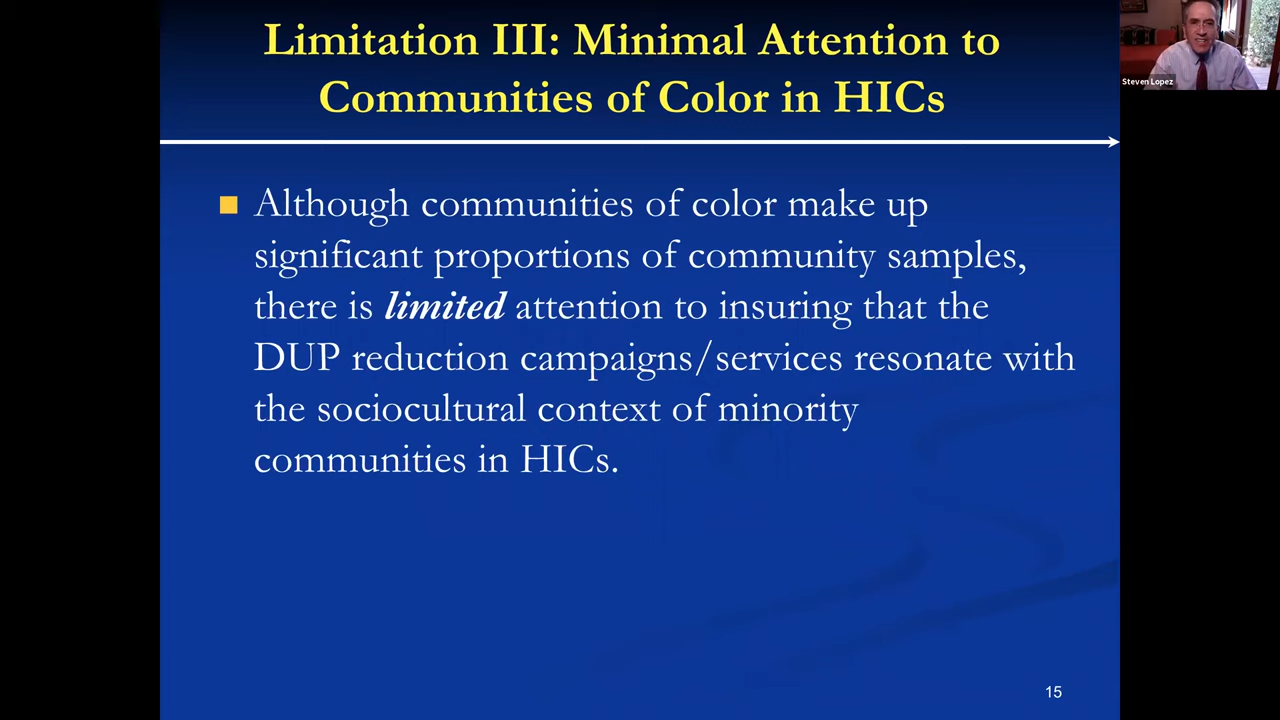 Limitation III: Minimal Attention to
Communities of Color in HICs
Steven Lopez
Although communities of color make up
significant proportions of community samples,
there is limited attention to insuring that the
DUP reduction campaigns/services resonate with
the sociocultural context of minority
communities in HICs.
15